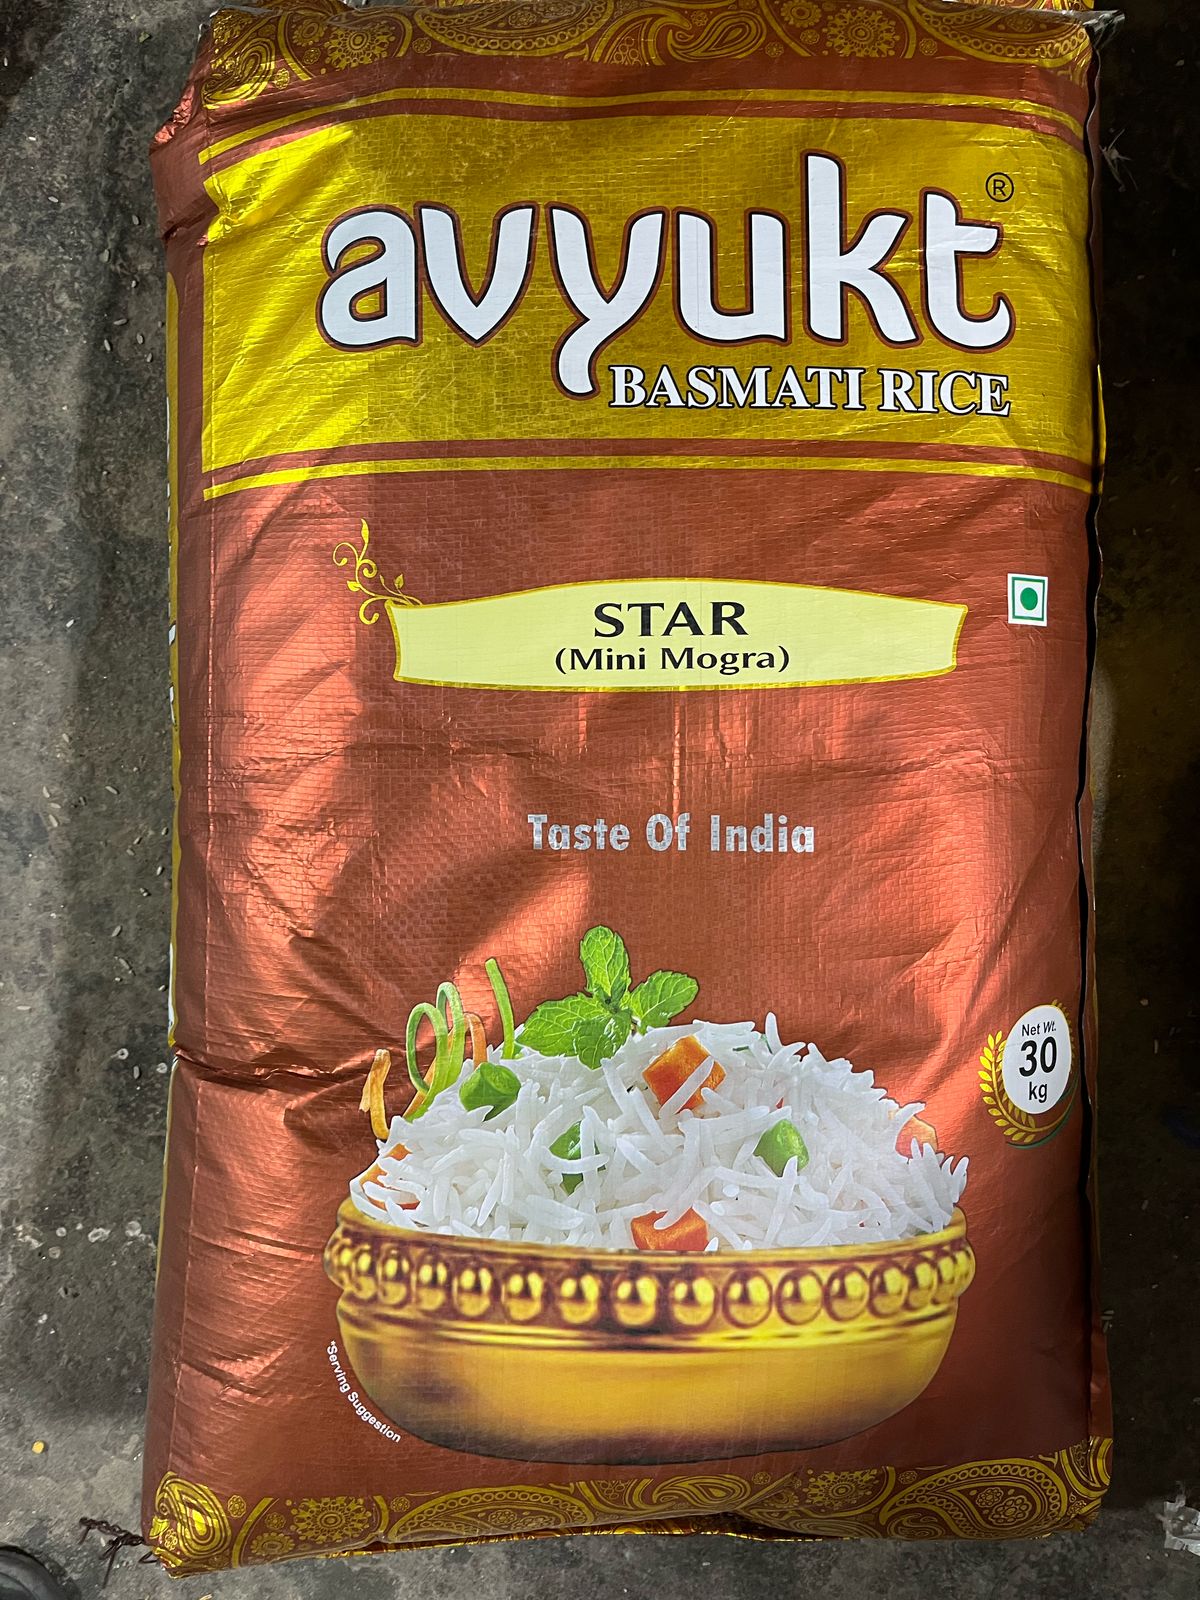 avyukt®
BASMATI RICE
STAR
(Mini Mogra)
Taste Of India
Net Wt.
30
kg
*Serving Suggestion